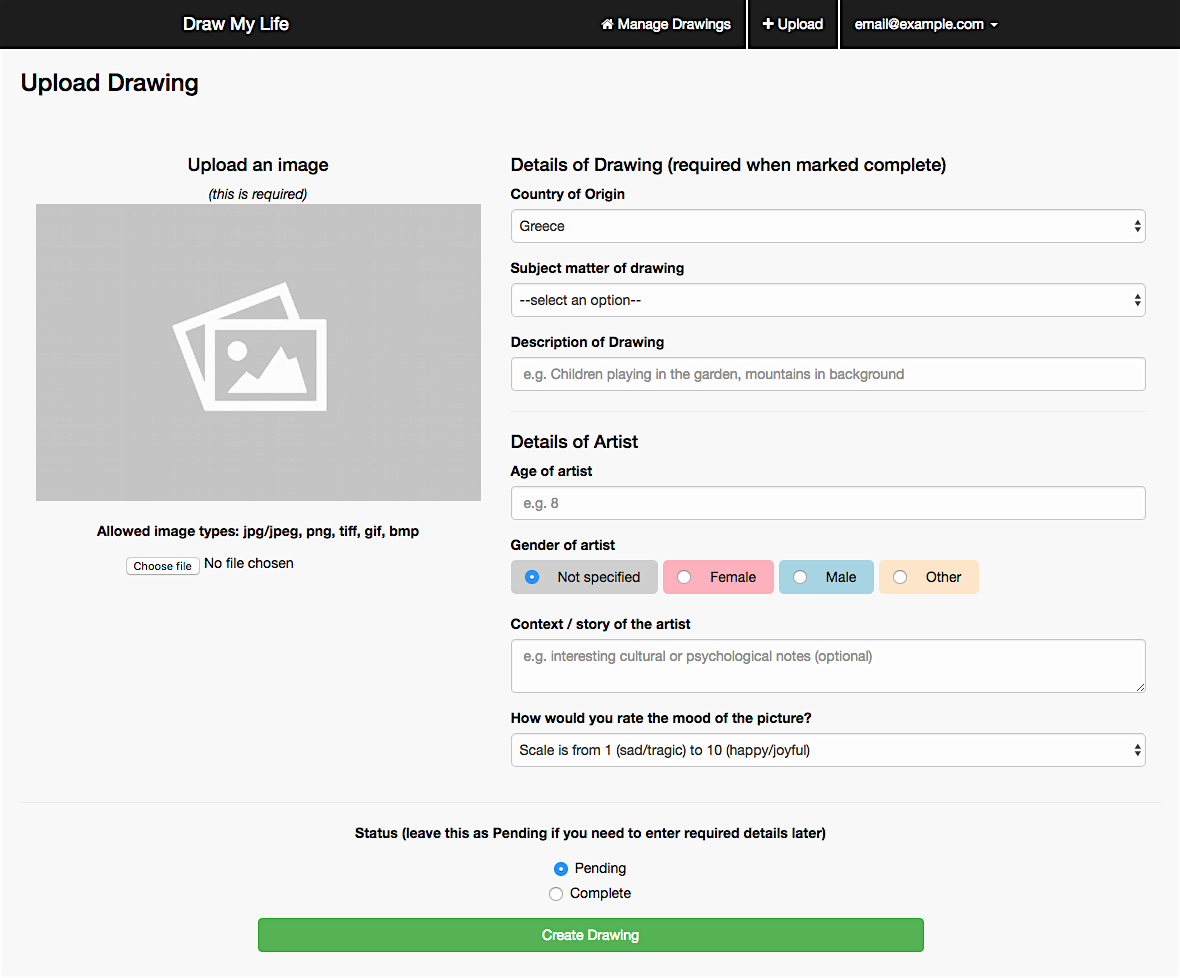 Draw My Life
Manage Drawings
Upload
email@example.com
Upload Drawing
Upload an image
(this is required)
Allowed image types: jpg/jpeg, png, tiff, gif, bmp
Choose file No file chosen
Details of Drawing (required when marked complete)
Country of Origin
Greece
Subject matter of drawing
--select an option--
Description of Drawing
e.g. Children playing in the garden, mountains in background
Details of Artist
Age of artist
e.g. 8
Gender of artist
Not specified Female Male Other
Context / story of the artist
e.g. interesting cultural or psychological notes (optional)
How would you rate the mood of the picture?
Scale is from 1 (sad/tragic) to 10 (happy/joyful)
Status (leave this as Pending if you need to enter required details later)
Pending
Complete
Create Drawing